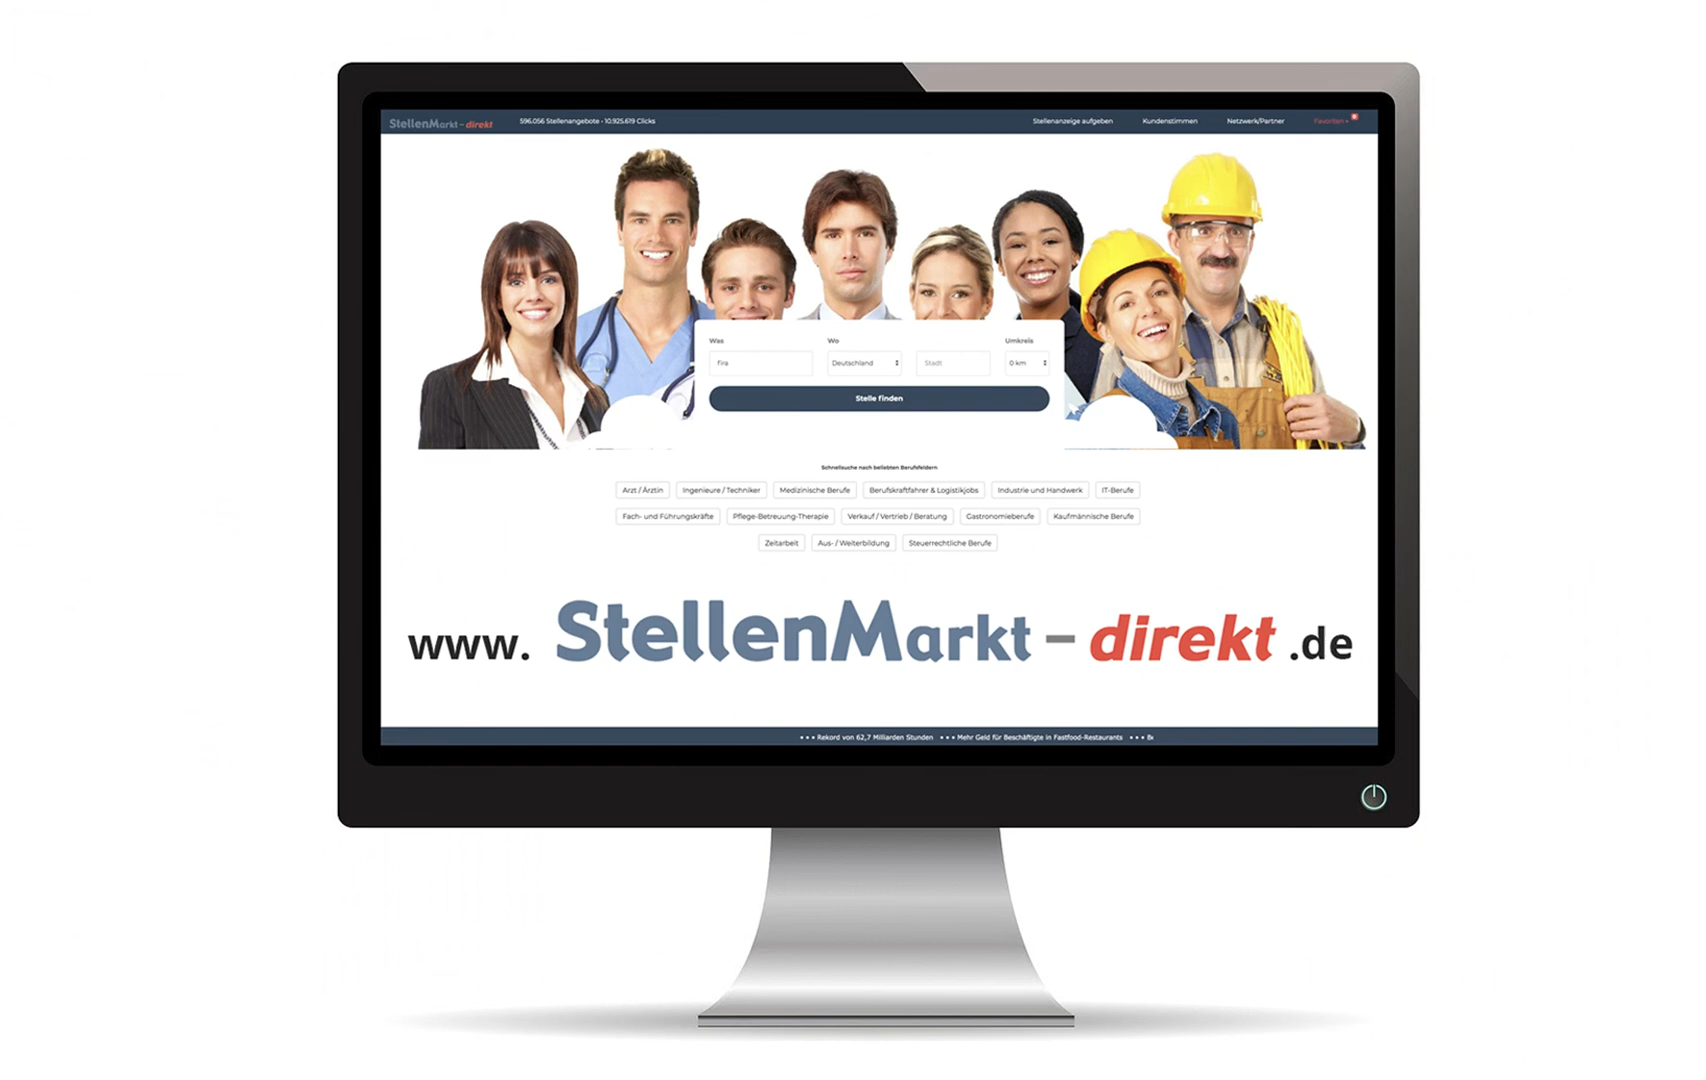 StellenMarkt - direkt 596.056 Stellenangebote - 10.925.619 Clicks Stellenanzeige aufgeben Kundenstimmen Netzwerk/Partner Favoriten
Was Wo Umkreis
fira Deutschland Stadt 0 km
Stelle finden
Schnellsuche nach beliebten Berufsfeldern
Arzt / Ärztin Ingenieure / Techniker Medizinische Berufe Berufskraftfahrer & Logistikjobs Industrie und Handwerk IT-Berufe
Fach- und Führungskräfte Pflege-Betreuung-Therapie Verkauf / Vertrieb / Beratung Gastronomieberufe Kaufmännische Berufe
Zeitarbeit Aus- / Weiterbildung Steuerrechtliche Berufe
www. StellenMarkt - direkt .de
• • • Rekord von 62,7 Milliarden Stunden • • • Mehr Geld für Beschäftigte in Fastfood-Restaurants • • •